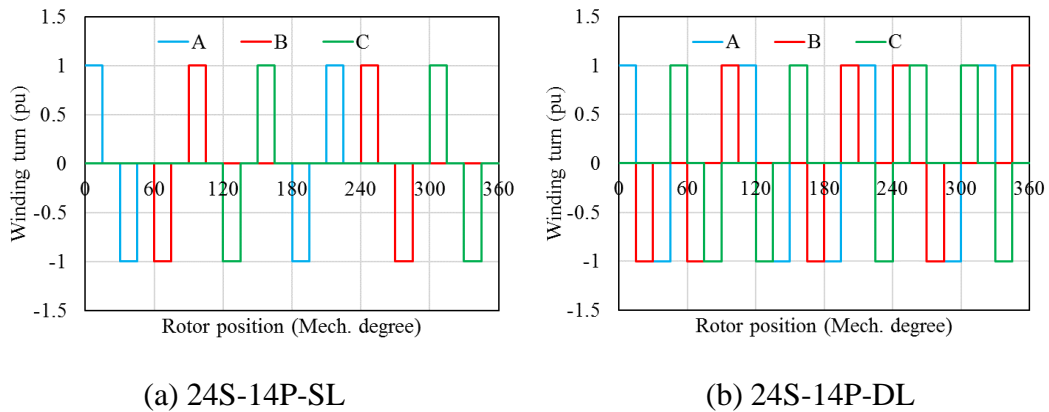 1.5
A B C
1
0.5
0
-0.5
-1
-1.5
0 60 120 180 240 300 360
Winding turn (pu)
Rotor position (Mech. degree)
(a) 24S-14P-SL
1.5
A B C
1
0.5
0
-0.5
-1
-1.5
0 60 120 180 240 300 360
Winding turn (pu)
Rotor position (Mech. degree)
(b) 24S-14P-DL